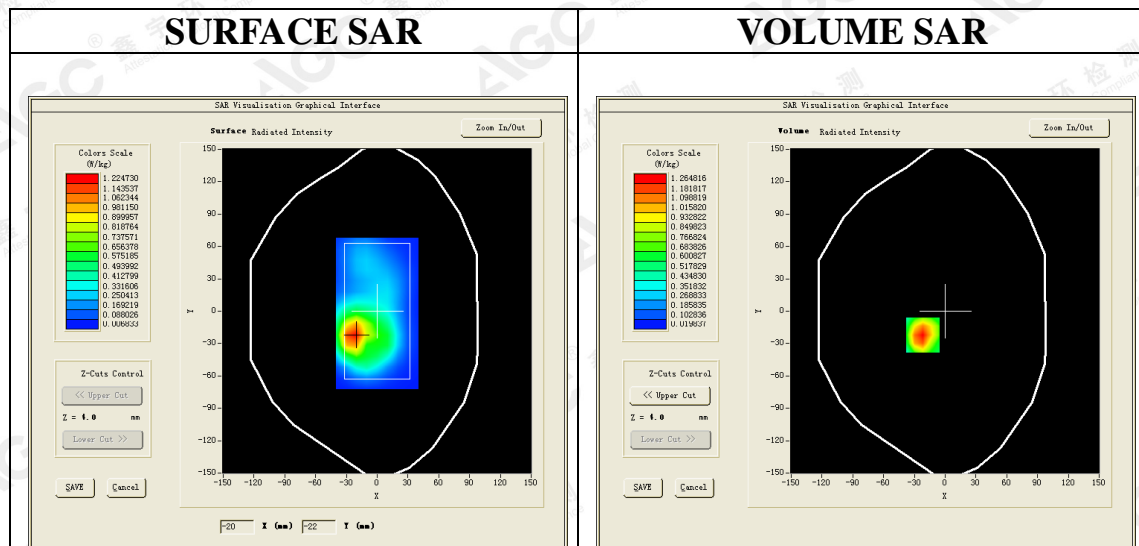 SURFACE SAR
VOLUME SAR
SAR Visualisation Graphical Interface
Surface Radiated Intensity
Zoom In/Out
Colors Scale
(W/kg)
1.224730
1.143537
1.062344
0.981150
0.899957
0.818764
0.737571
0.656378
0.575185
0.493992
0.412799
0.331606
0.250413
0.169219
0.088026
0.006833
150
120
90
60
30
0
-30
-60
-90
-120
-150
Y
-150 -120 -90 -60 -30 0 30 60 90 120 150
X
Z-Cuts Control
<< Upper Cut
Z = 4.0 mm
Lower Cut >>
SAVE Cancel
-20 X (mm) -22 Y (mm)
SAR Visualisation Graphical Interface
Volume Radiated Intensity
Zoom In/Out
Colors Scale
(W/kg)
1.264816
1.181817
1.098819
1.015820
0.932822
0.849823
0.766824
0.683826
0.600827
0.517829
0.434830
0.351832
0.268833
0.185835
0.102836
0.019837
150
120
90
60
30
0
-30
-60
-90
-120
-150
Y
-150 -120 -90 -60 -30 0 30 60 90 120 150
X
Z-Cuts Control
<< Upper Cut
Z = 4.0 mm
Lower Cut >>
SAVE Cancel
AGC